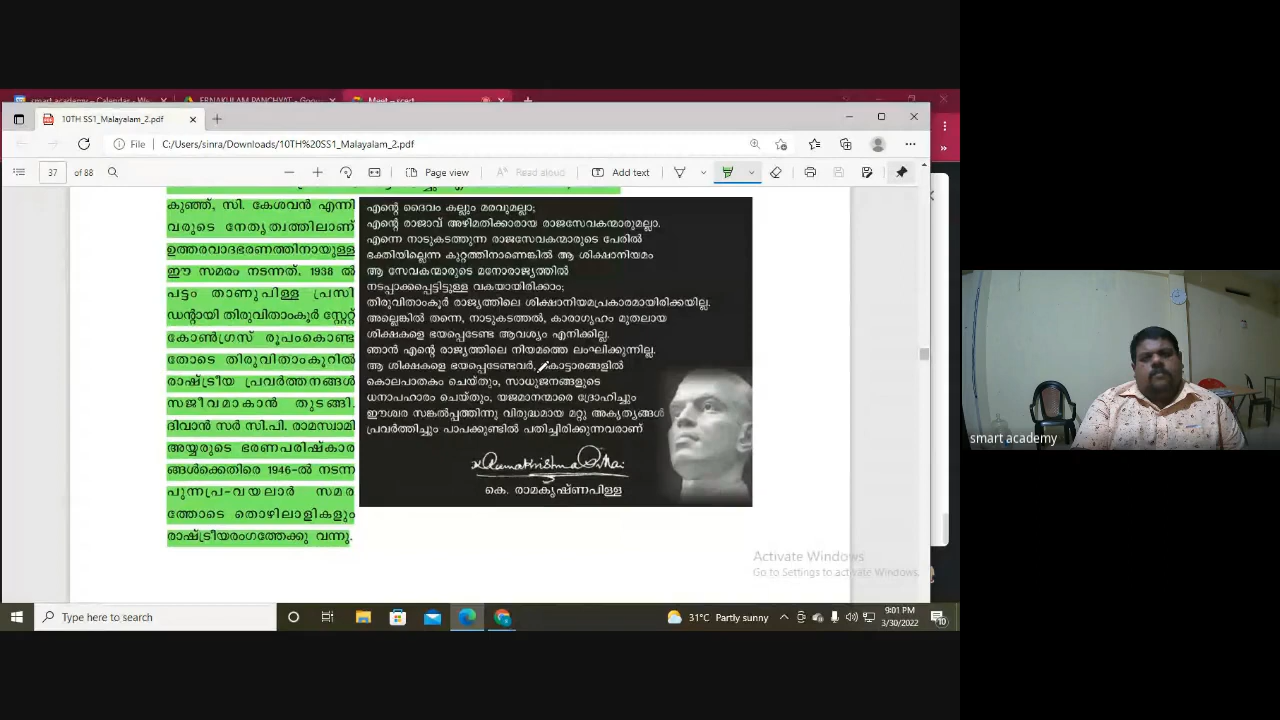 ERNAKULAM PANCHYAT - Goo
10TH SS1_Malayalam_2.pdf
File C:/Users/sinra/Downloads/10TH%20SS1_Malayalam_2.pdf
37 of 88 Page view Read aloud Add text
കുഞ്ഞ്, സി. കേശവൻ എന്നി
വരുടെ നേതൃത്വത്തിലാണ്
ഉത്തരവാദഭരണത്തിനായുള്ള
ഈ സമരം നടന്നത്. 1938 ൽ
പട്ടം താണുപിള്ള പ്രസി
ഡന്റായി തിരുവിതാംകൂർ സ്റ്റേറ്റ്
കോൺഗ്രസ് രൂപംകൊണ്ട
തോടെ തിരുവിതാംകൂറിൽ
രാഷ്ട്രീയ പ്രവർത്തനങ്ങൾ
സജീവമാകാൻ തുടങ്ങി.
ദിവാൻ സർ സി.പി. രാമസ്വാമി
അയ്യരുടെ ഭരണപരിഷ്കാര
ങ്ങൾക്കെതിരെ 1946-ൽ നടന്ന
പുന്നപ്ര-വയലാർ സമര
ത്തോടെ തൊഴിലാളികളും
രാഷ്ട്രീയരംഗത്തേക്കു വന്നു.
എന്റെ ദൈവം കല്ലും മരവുമല്ലാ;
എന്റെ രാജാവ് അഴിമതിക്കാരായ രാജസേവകന്മാരുമല്ലാ.
എന്നെ നാടുകടത്തുന്ന രാജസേവകന്മാരുടെ പേരിൽ
ഭക്തിയില്ലെന്ന കുറ്റത്തിനാണെങ്കിൽ ആ ശിക്ഷാനിയമം
ആ സേവകന്മാരുടെ മനോരാജ്യത്തിൽ
നടപ്പാക്കപ്പെട്ടിട്ടുള്ള വകയായിരിക്കാം;
തിരുവിതാംകൂർ രാജ്യത്തിലെ ശിക്ഷാനിയമപ്രകാരമായിരിക്കയില്ല.
അല്ലെങ്കിൽ തന്നെ, നാടുകടത്തൽ, കാരാഗൃഹം മുതലായ
ശിക്ഷകളെ ഭയപ്പെടേണ്ട ആവശ്യം എനിക്കില്ല.
ഞാൻ എന്റെ രാജ്യത്തിലെ നിയമത്തെ ലംഘിക്കുന്നില്ല.
ആ ശിക്ഷകളെ ഭയപ്പെടേണ്ടവർ, കൊട്ടാരങ്ങളിൽ
കൊലപാതകം ചെയ്തും, സാധുജനങ്ങളുടെ
ധനാപഹാരം ചെയ്തും, യജമാനന്മാരെ ദ്രോഹിച്ചും
ഈശ്വര സങ്കൽപ്പത്തിന്നു വിരുദ്ധമായ മറ്റു അകൃത്യങ്ങൾ
പ്രവർത്തിച്ചും പാപക്കുണ്ടിൽ പതിച്ചിരിക്കുന്നവരാണ്
കെ. രാമകൃഷ്ണപിള്ള
smart academy
Activate Windows
Go to Settings to activate Windows.
Type here to search
31°C Partly sunny
9:01 PM
3/30/2022
10